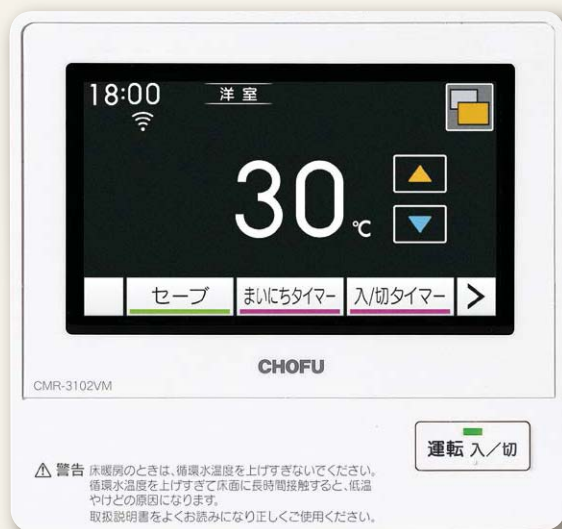 18:00 洋室
30℃
セーブ まいにちタイマー 入/切タイマー >
CHOFU
CMR-3102VM
運転 入/切
⚠ 警告 床暖房のときは、循環水温度を上げすぎないでください。
循環水温度を上げすぎて床面に長時間接触すると、低温
やけどの原因になります。
取扱説明書をよくお読みになり正しくご使用ください。